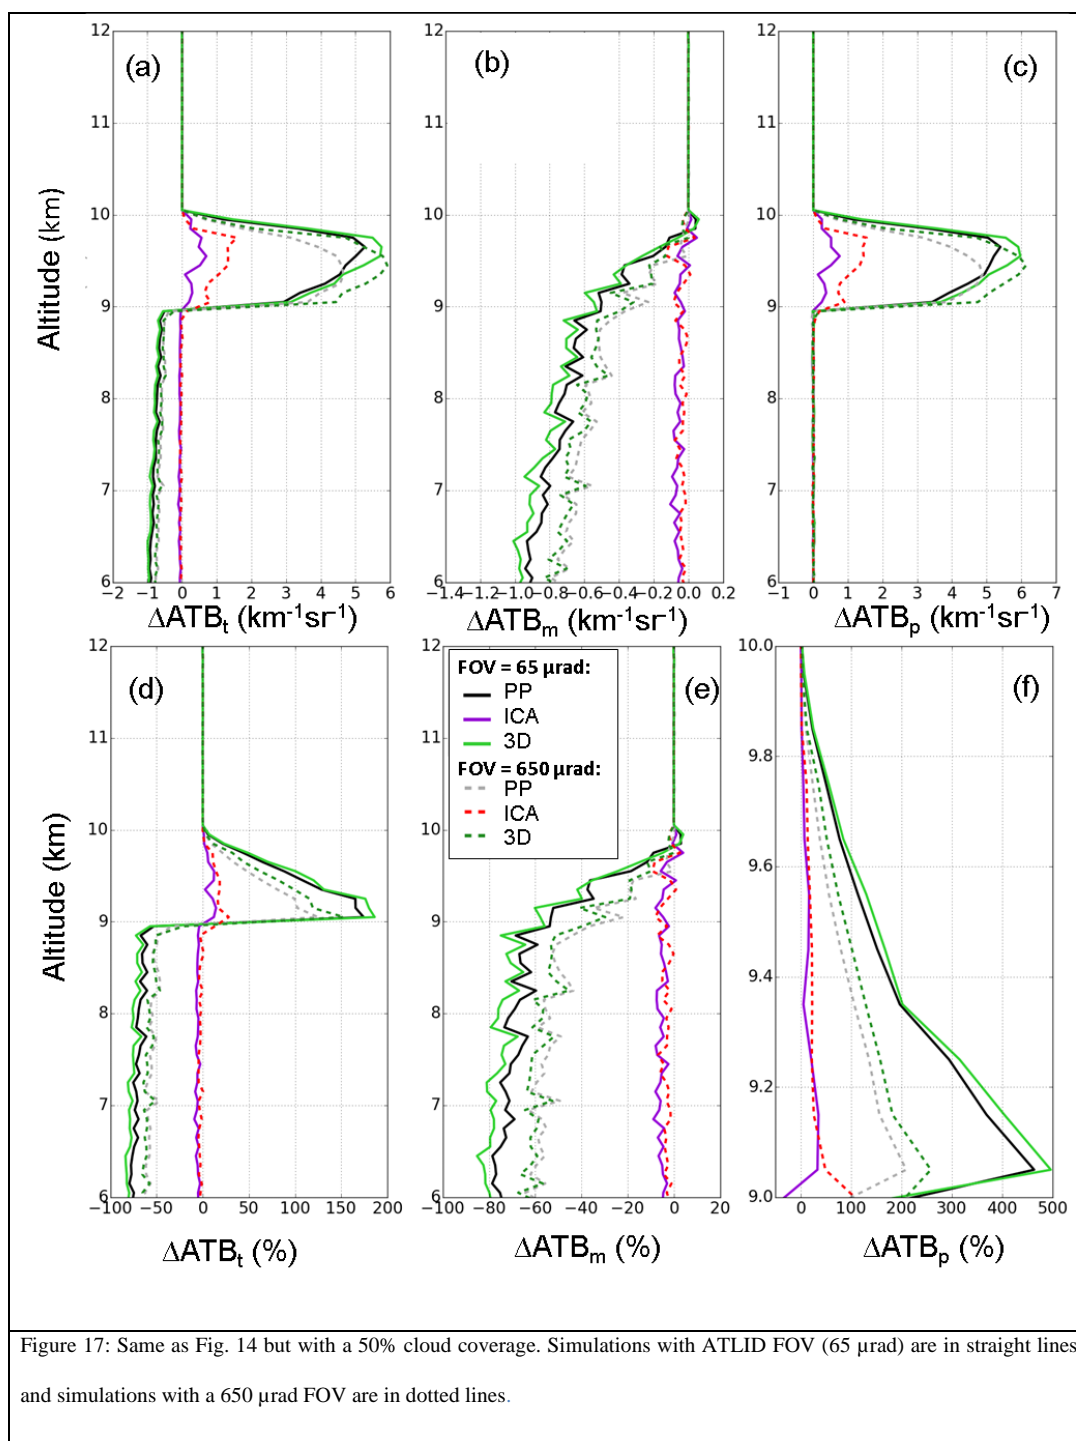 12
11
10
9
8
7
6
Altitude (km)
(a)
−2 −1 0 1 2 3 4 5 6
ΔATBt (km-1sr-1)
12
11
10
9
8
7
6
(b)
−1.4−1.2−1.0−0.8−0.6−0.4−0.2 0.0 0.2
ΔATBm (km-1sr-1)
12
11
10
9
8
7
6
(c)
−1 0 1 2 3 4 5 6 7
ΔATBp (km-1sr-1)
12
11
10
9
8
7
6
Altitude (km)
(d)
−100 −50 0 50 100 150 200
ΔATBt (%)
12
11
10
9
8
7
6
FOV = 65 µrad:
PP
ICA
3D
FOV = 650 µrad:
PP
ICA
3D
(e)
−100 −80 −60 −40 −20 0 20
ΔATBm (%)
10.0
9.8
9.6
9.4
9.2
9.0
(f)
0 100 200 300 400 500
ΔATBp (%)
Figure 17: Same as Fig. 14 but with a 50% cloud coverage. Simulations with ATLID FOV (65 µrad) are in straight lines
and simulations with a 650 µrad FOV are in dotted lines.